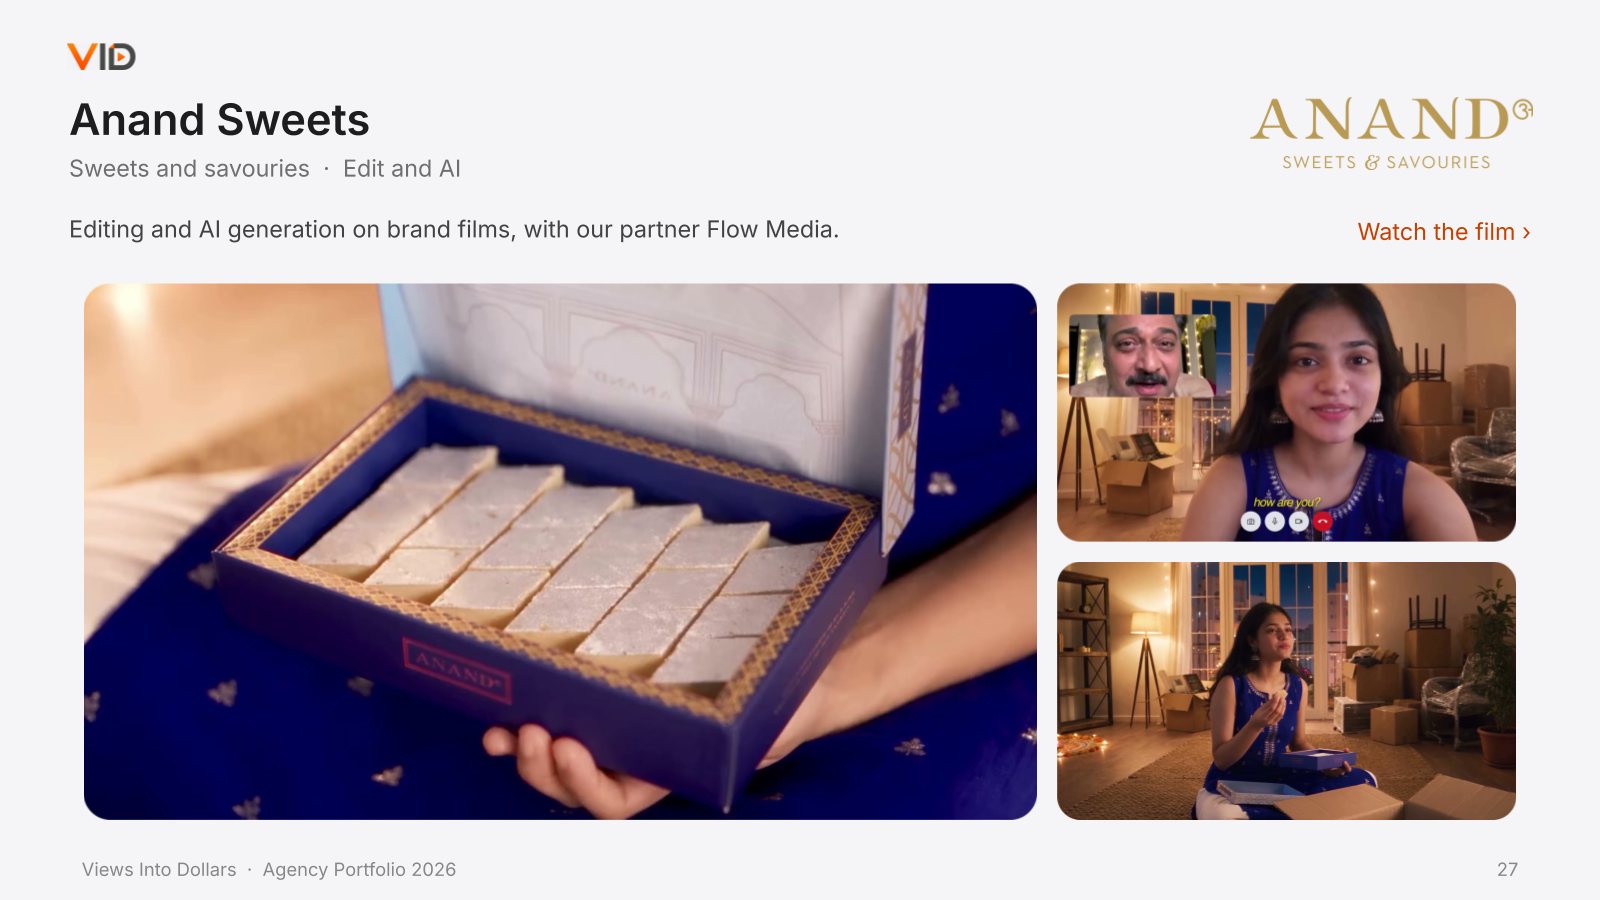 VID
Anand Sweets
Sweets and savouries · Edit and AI
ANAND
SWEETS & SAVOURIES
Editing and AI generation on brand films, with our partner Flow Media.
Watch the film ›
ANAND
ANAND
how are you?
Views Into Dollars · Agency Portfolio 2026
27